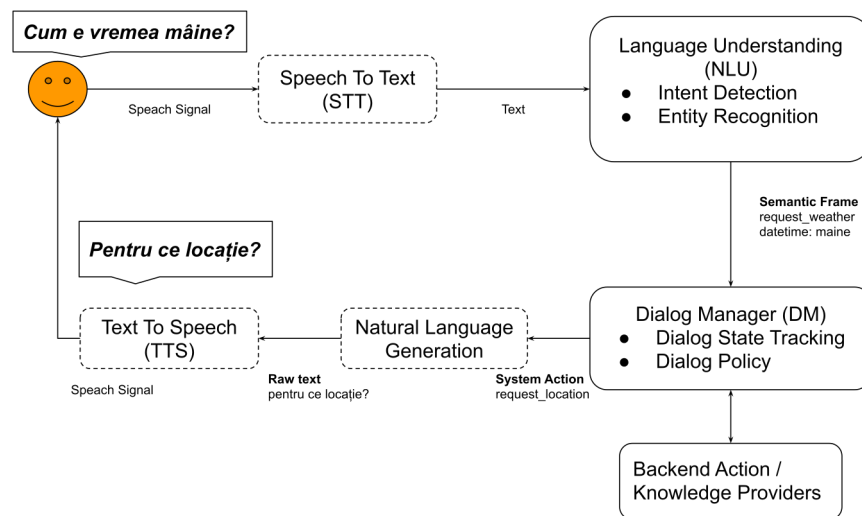 Cum e vremea mâine?
Speech To Text
(STT)
Speach Signal
Text
Language Understanding
(NLU)
● Intent Detection
● Entity Recognition
Semantic Frame
request_weather
datetime: maine
Pentru ce locație?
Text To Speech
(TTS)
Speach Signal
Natural Language
Generation
Raw text
pentru ce locație?
System Action
request_location
Dialog Manager (DM)
● Dialog State Tracking
● Dialog Policy
Backend Action /
Knowledge Providers